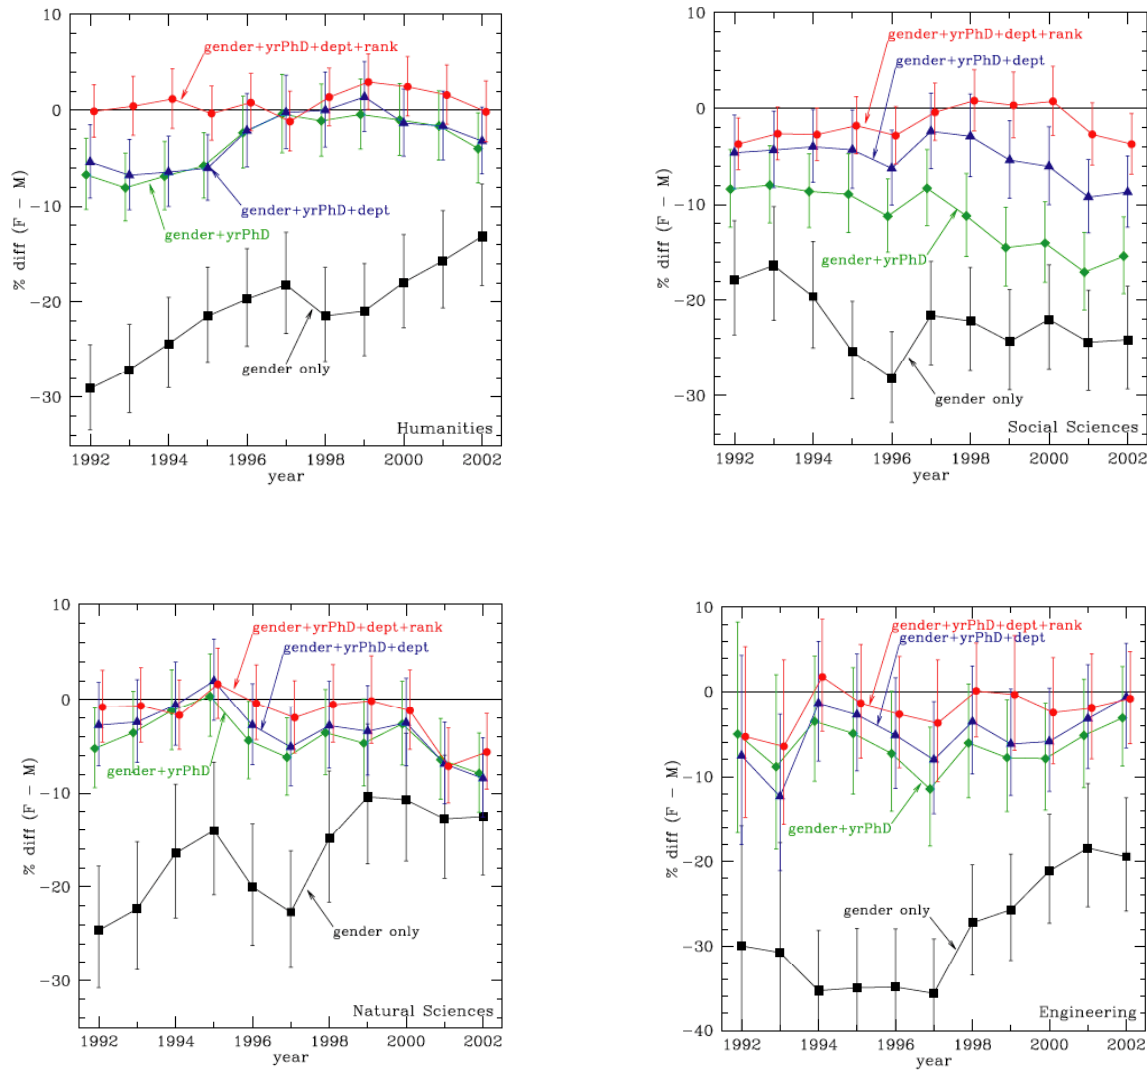 10
gender+yrPhD+dept+rank
0
-10
-20
-30
% diff (F - M)
gender+yrPhD+dept
gender+yrPhD
gender only
Humanities
1992 1994 1996 1998 2000 2002
year
10
gender+yrPhD+dept+rank
gender+yrPhD+dept
0
-10
-20
-30
% diff (F - M)
gender+yrPhD
gender only
Social Sciences
1992 1994 1996 1998 2000 2002
year
10
gender+yrPhD+dept+rank
gender+yrPhD+dept
0
-10
-20
-30
% diff (F - M)
gender+yrPhD
gender only
Natural Sciences
1992 1994 1996 1998 2000 2002
year
10
gender+yrPhD+dept+rank
gender+yrPhD+dept
0
-10
-20
-30
-40
% diff (F - M)
gender+yrPhD
gender only
Engineering
1992 1994 1996 1998 2000 2002
year